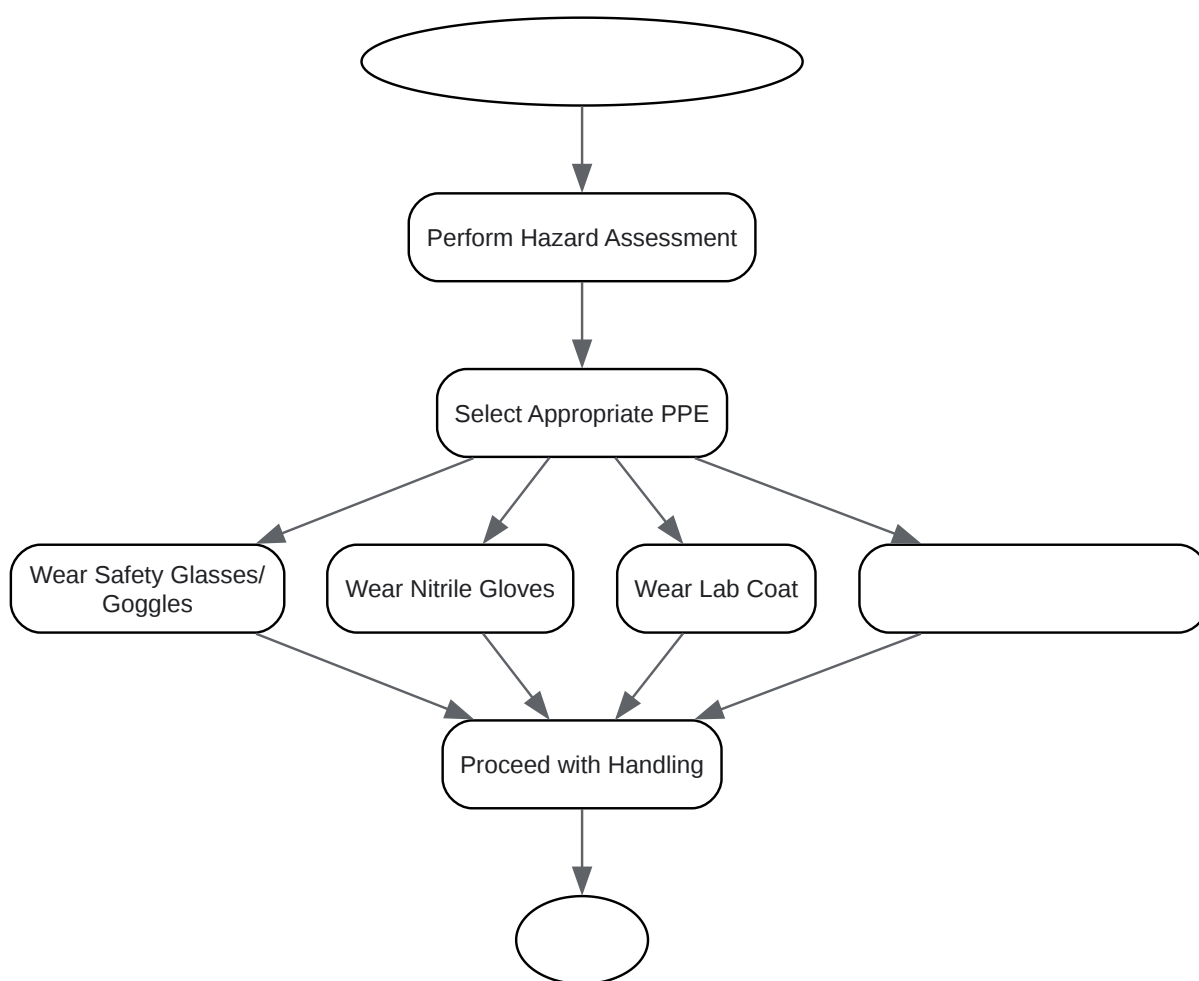 Perform Hazard Assessment
Select Appropriate PPE
Wear Safety Glasses/
Goggles
Wear Nitrile Gloves
Wear Lab Coat
Proceed with Handling